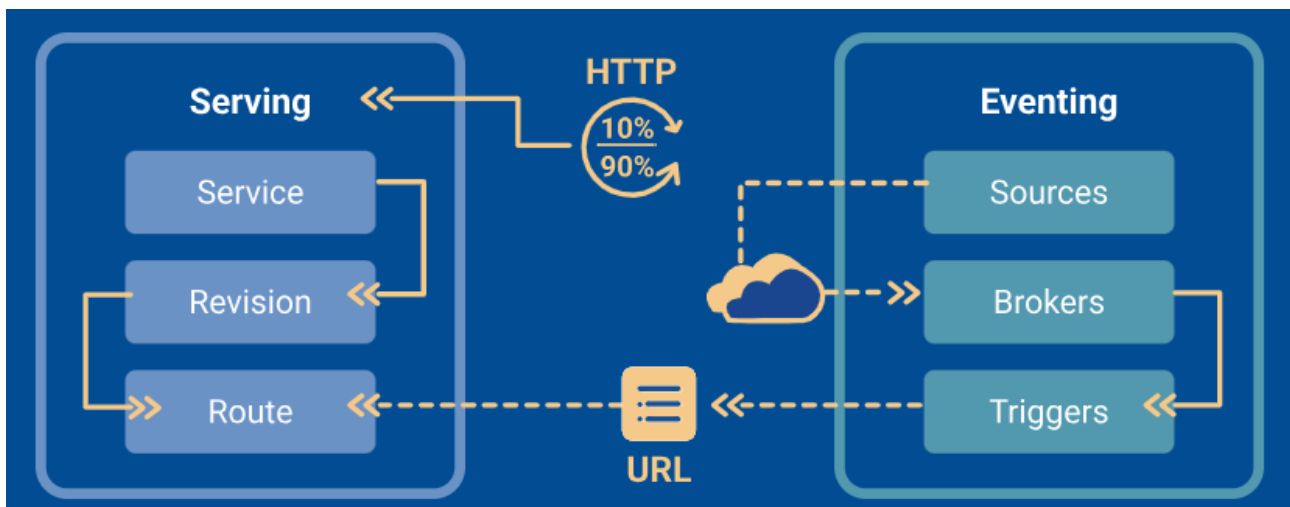 HTTP
Serving
10%
90%
Service
Revision
Route
URL
Eventing
Sources
Brokers
Triggers